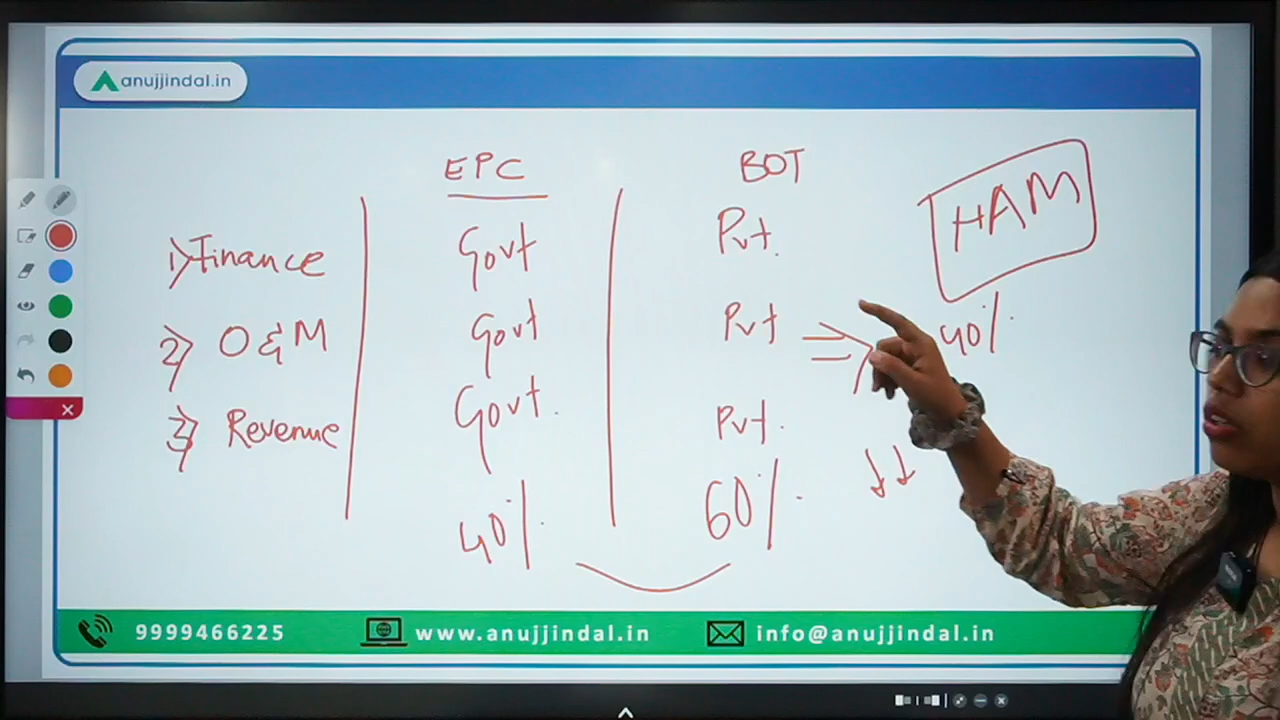 anujjindal.in
EPC BOT
HAM
1) Finance Govt Pvt.
2) O & M Govt Pvt ⇒ 40%.
3) Revenue Govt. Pvt.
↓↓
40%. 60%.
9999466225 www.anujjindal.in info@anujjindal.in